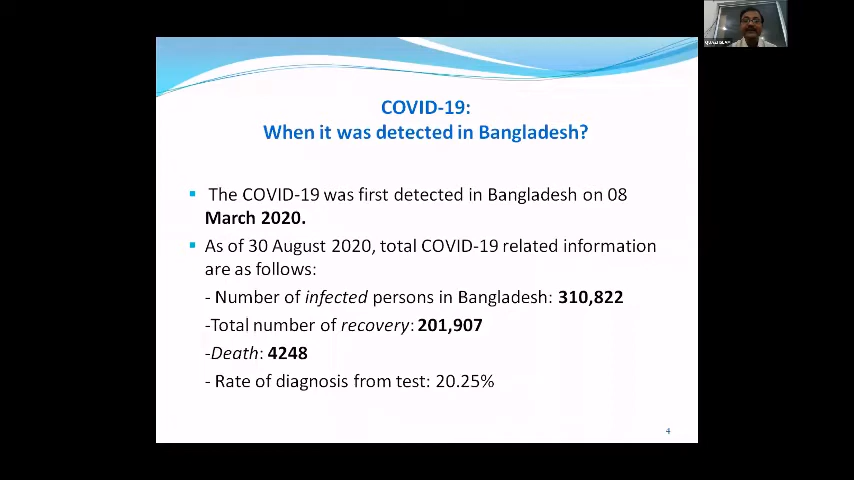 COVID-19:
When it was detected in Bangladesh?
▪ The COVID-19 was first detected in Bangladesh on 08
March 2020.
▪ As of 30 August 2020, total COVID-19 related information
are as follows:
- Number of infected persons in Bangladesh: 310,822
-Total number of recovery: 201,907
-Death: 4248
- Rate of diagnosis from test: 20.25%
4